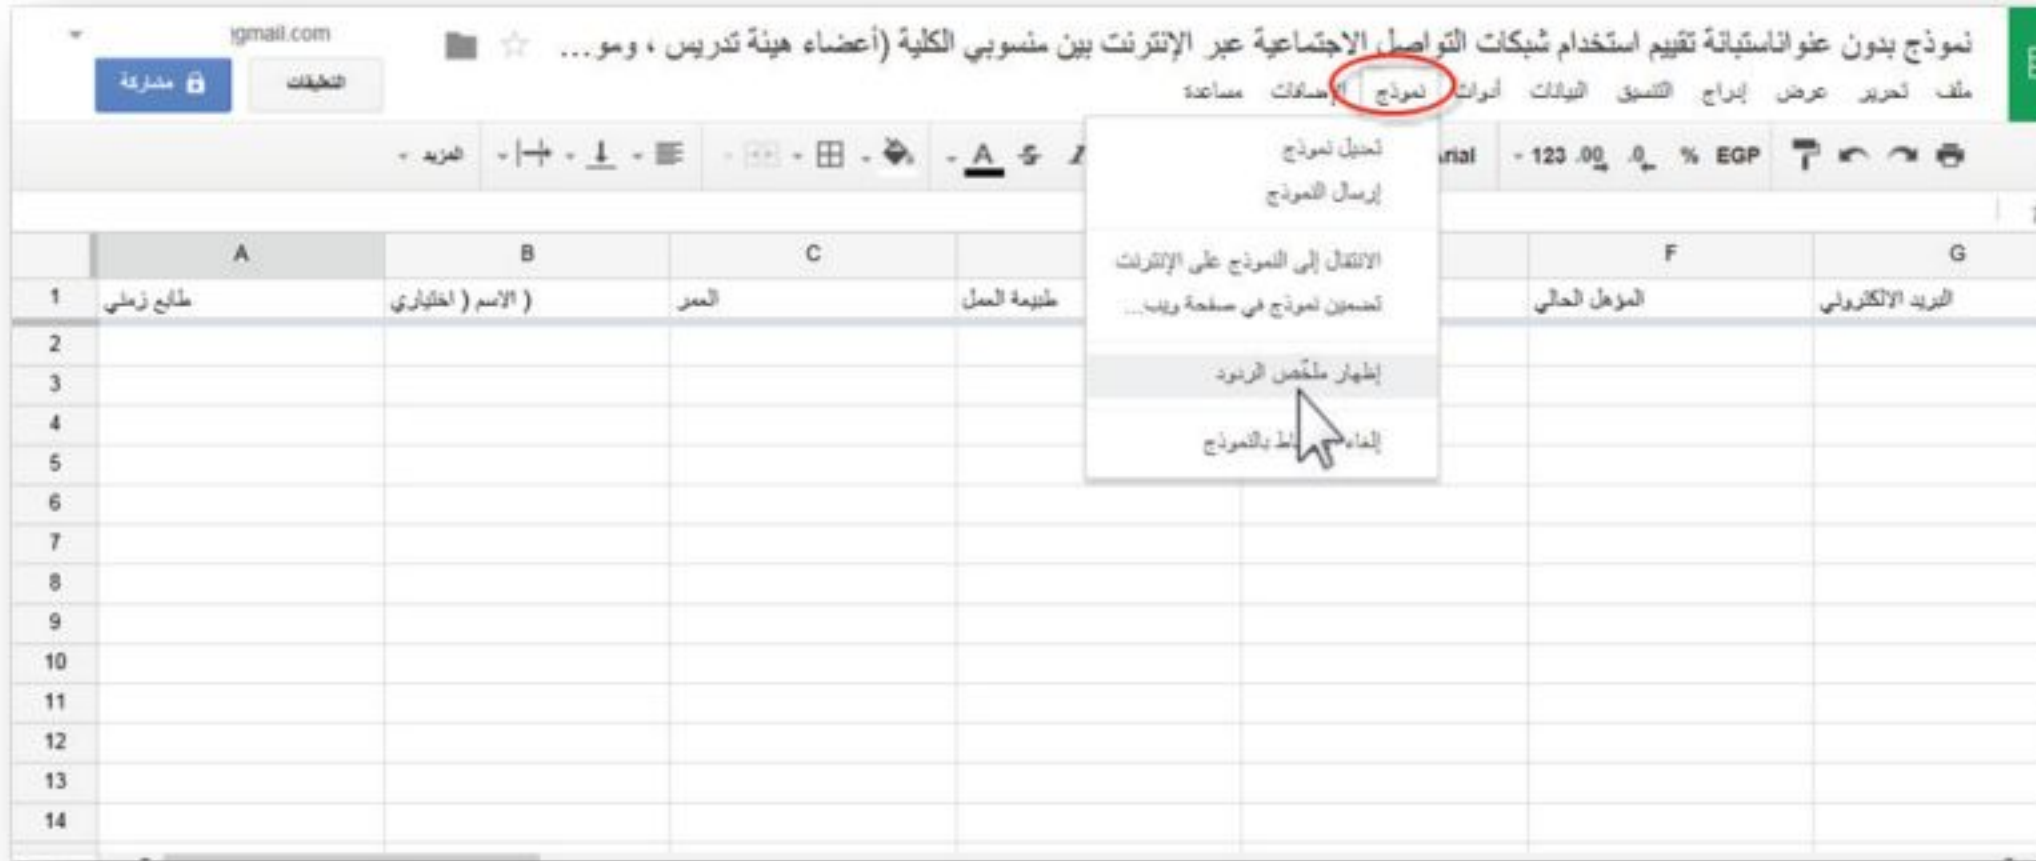 gmail.com
نموذج بدون عنواناستبانة تقييم استخدام شبكات التواصل الاجتماعية عبر الإنترنت بين منسوبي الكلية (أعضاء هيئة تدريس ، ومو...
ملف تحرير عرض إدراج التنسيق البيانات أدوات نموذج الإضافات مساعدة
التعليقات
مشاركة
EGP % .0 .00 123 rial A المزيد
تعديل نموذج
إرسال النموذج
الانتقال إلى النموذج على الإنترنت
تضمين نموذج في صفحة ويب...
إظهار ملخّص الردود
بالنموذج
A B C F G
1 طابع زمني ( الاسم ( اختياري العمر طبيعة العمل المؤهل الحالي البريد الالكتروني
2
3
4
5
6
7
8
9
10
11
12
13
14